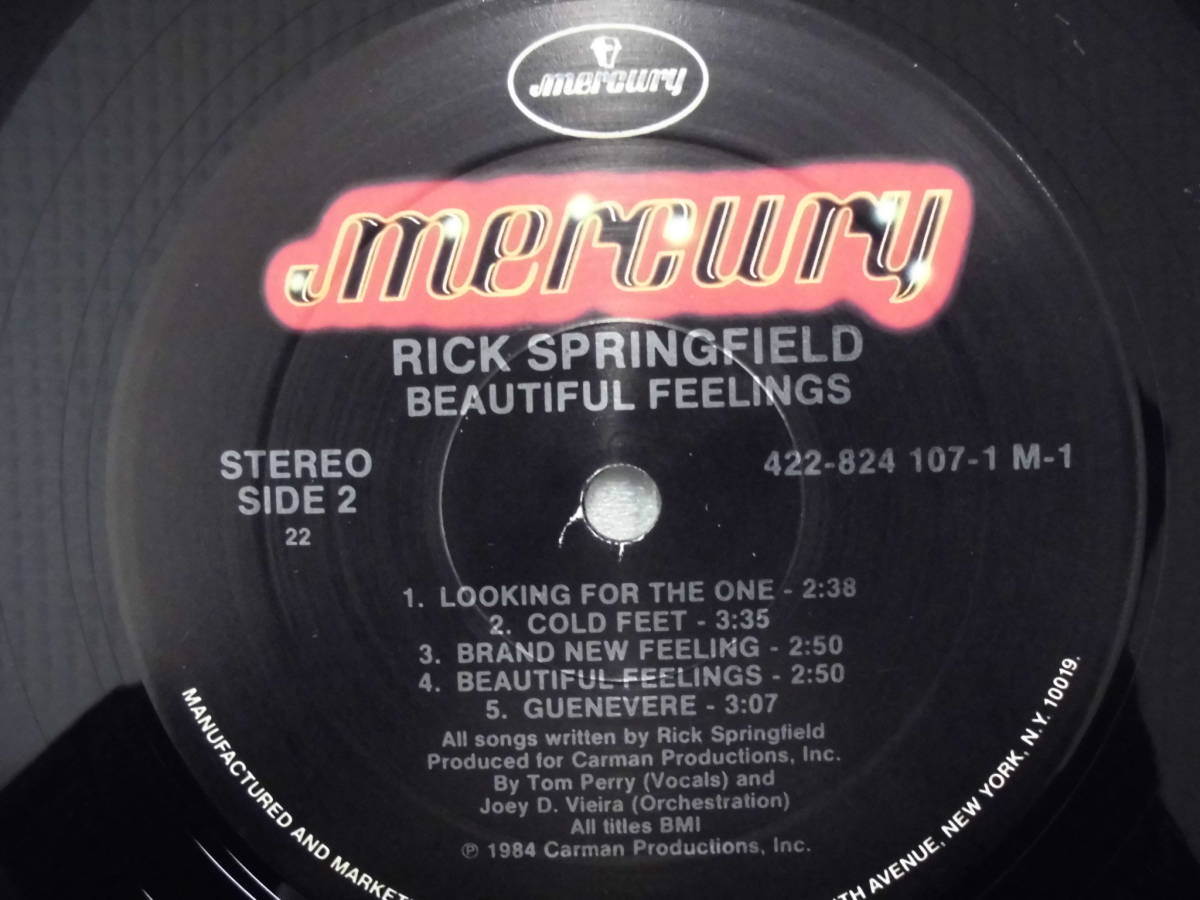 mercury
mercury
RICK SPRINGFIELD
BEAUTIFUL FEELINGS
STEREO
SIDE 2
22
422-824 107-1 M-1
1. LOOKING FOR THE ONE - 2:38
2. COLD FEET - 3:35
3. BRAND NEW FEELING - 2:50
4. BEAUTIFUL FEELINGS - 2:50
5. GUENEVERE - 3:07
All songs written by Rick Springfield
Produced for Carman Productions, Inc.
By Tom Perry (Vocals) and
Joey D. Vieira (Orchestration)
All titles BMI
℗ 1984 Carman Productions, Inc.
MANUFACTURED AND AVENUE, NEW YORK, N.Y. 10019.